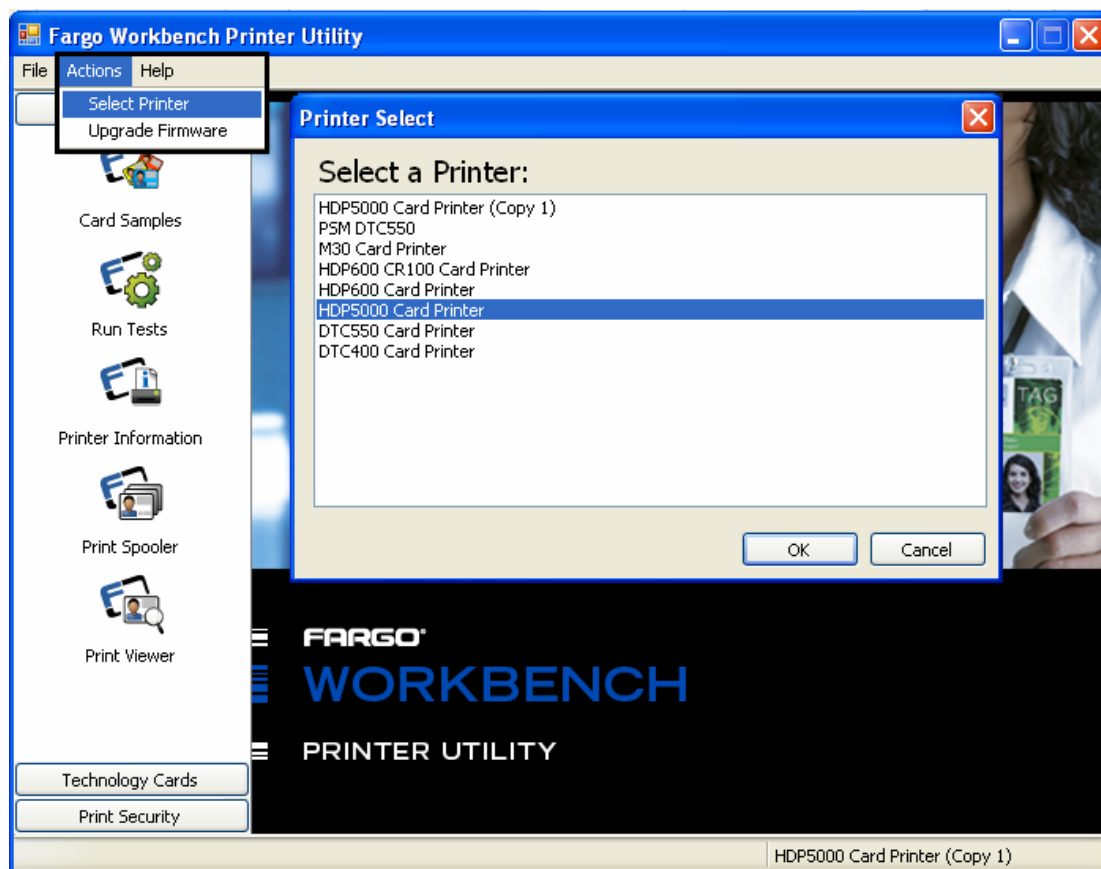 Fargo Workbench Printer Utility
File Actions Help
Select Printer
Upgrade Firmware
Card Samples
Run Tests
Printer Information
Print Spooler
Print Viewer
Technology Cards
Print Security
Printer Select
Select a Printer:
HDP5000 Card Printer (Copy 1)
PSM DTC550
M30 Card Printer
HDP600 CR100 Card Printer
HDP600 Card Printer
HDP5000 Card Printer
DTC550 Card Printer
DTC400 Card Printer
OK Cancel
TAG
FARGO®
WORKBENCH
PRINTER UTILITY
HDP5000 Card Printer (Copy 1)